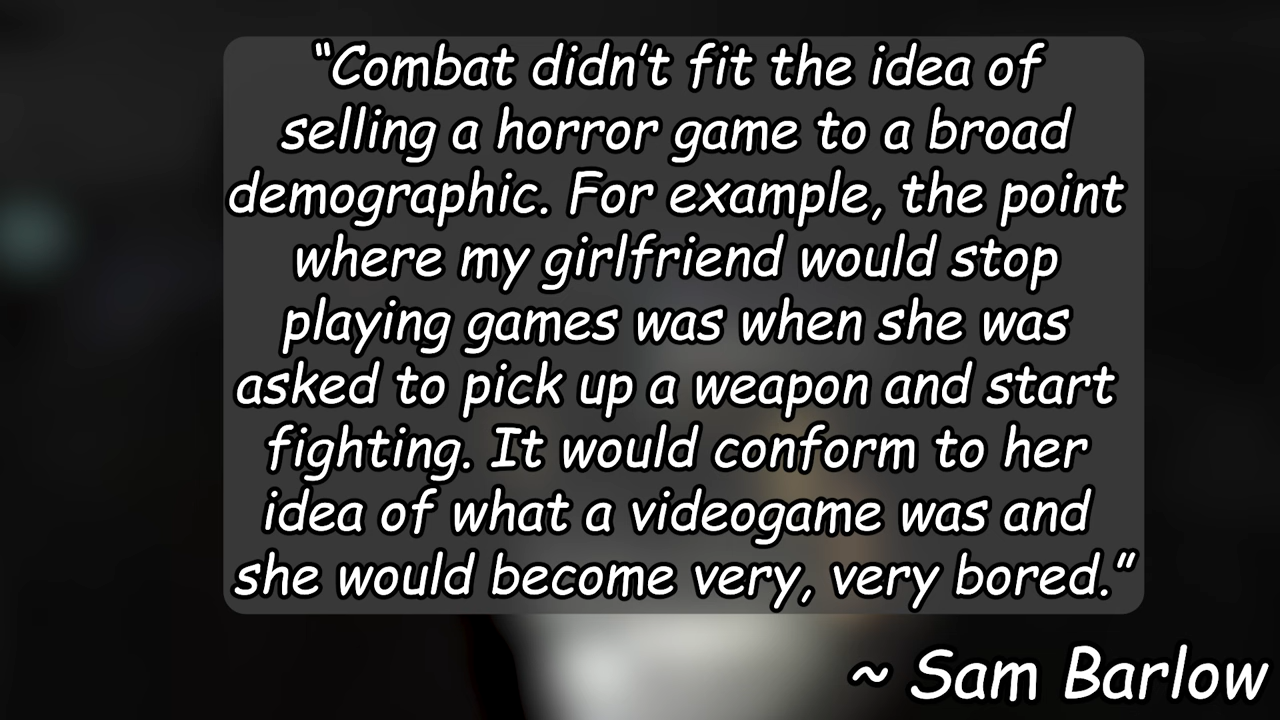 “Combat didn’t fit the idea of
selling a horror game to a broad
demographic. For example, the point
where my girlfriend would stop
playing games was when she was
asked to pick up a weapon and start
fighting. It would conform to her
idea of what a videogame was and
she would become very, very bored.”
~ Sam Barlow